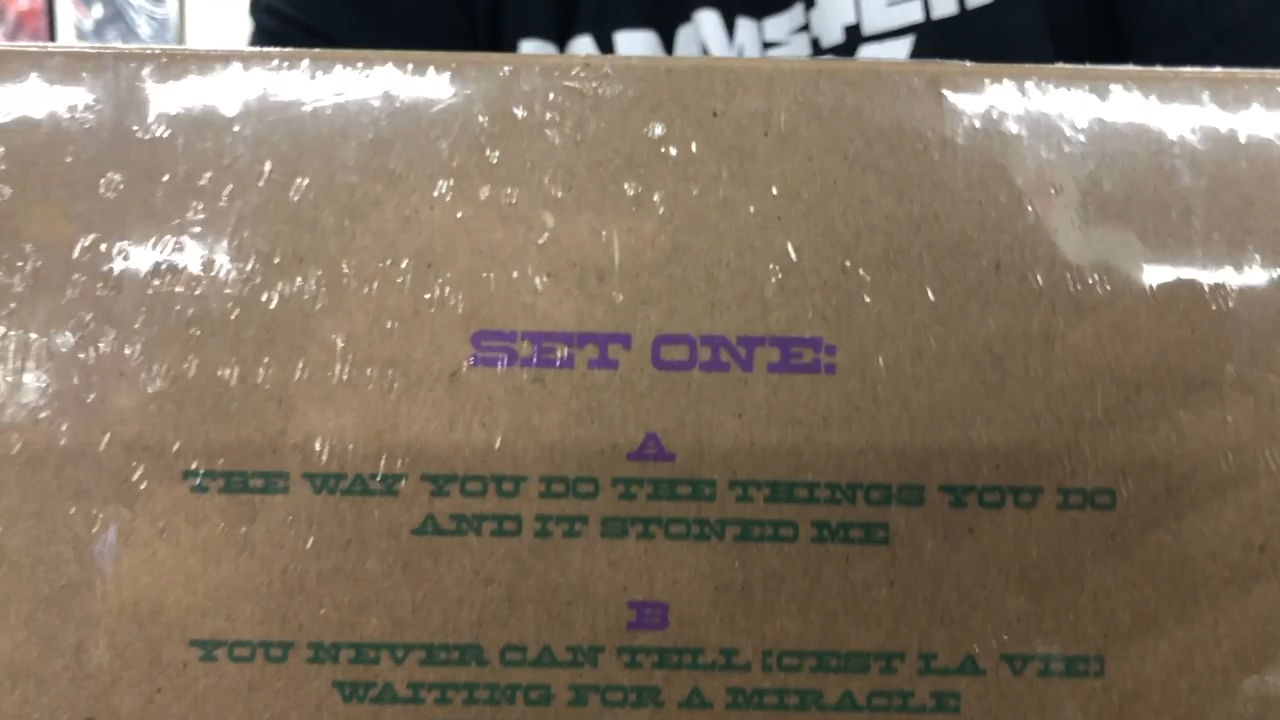 RAMMSTEIN
SET ONE:
A
THE WAY YOU DO THE THINGS YOU DO
AND IT STONED ME
B
YOU NEVER CAN TELL [C'EST LA VIE]
WAITING FOR A MIRACLE